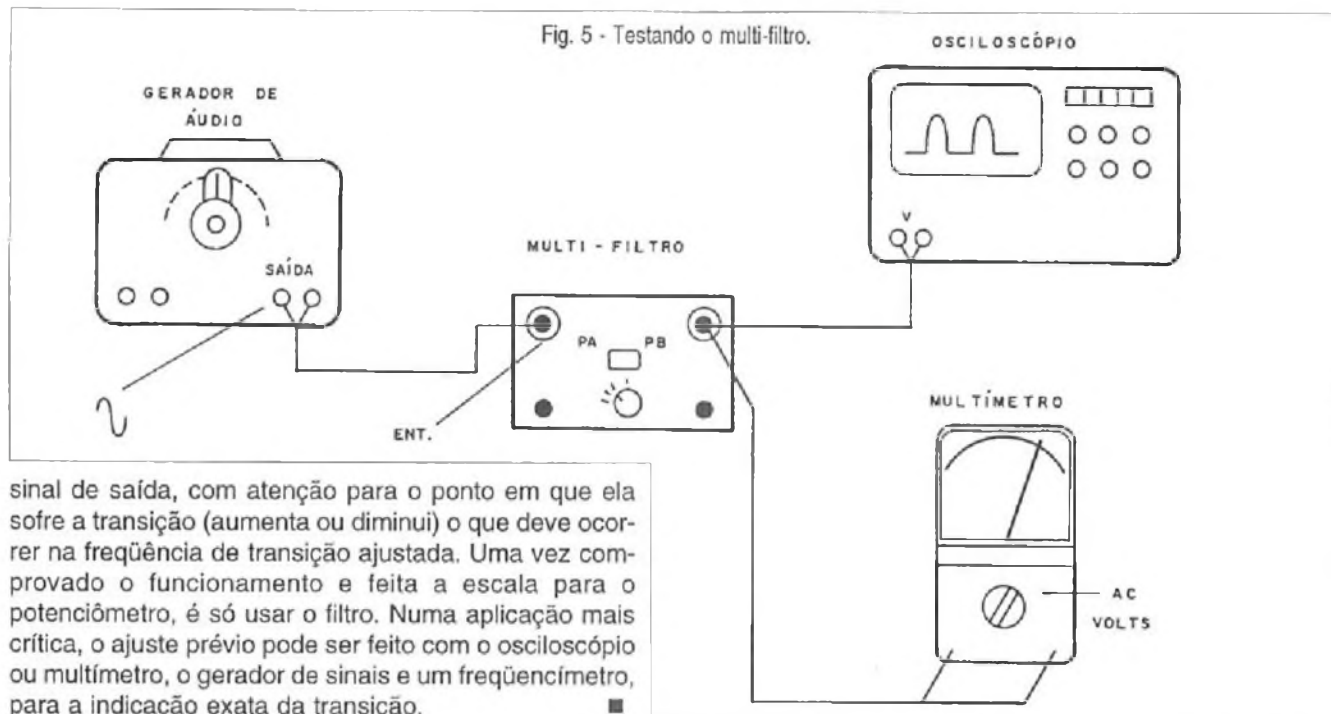 Fig. 5 - Testando o multi-filtro.
OSCILOSCÓPIO
GERADOR DE
ÁUDIO
V
MULTI - FILTRO
SAÍDA
PA
PB
ENT.
MULTÍMETRO
AC
VOLTS
sinal de saída, com atenção para o ponto em que ela
sofre a transição (aumenta ou diminui) o que deve ocor-
rer na freqüência de transição ajustada. Uma vez com-
provado o funcionamento e feita a escala para o
potenciômetro, é só usar o filtro. Numa aplicação mais
crítica, o ajuste prévio pode ser feito com o osciloscópio
ou multímetro, o gerador de sinais e um freqüencímetro,
para a indicação exata da transição.